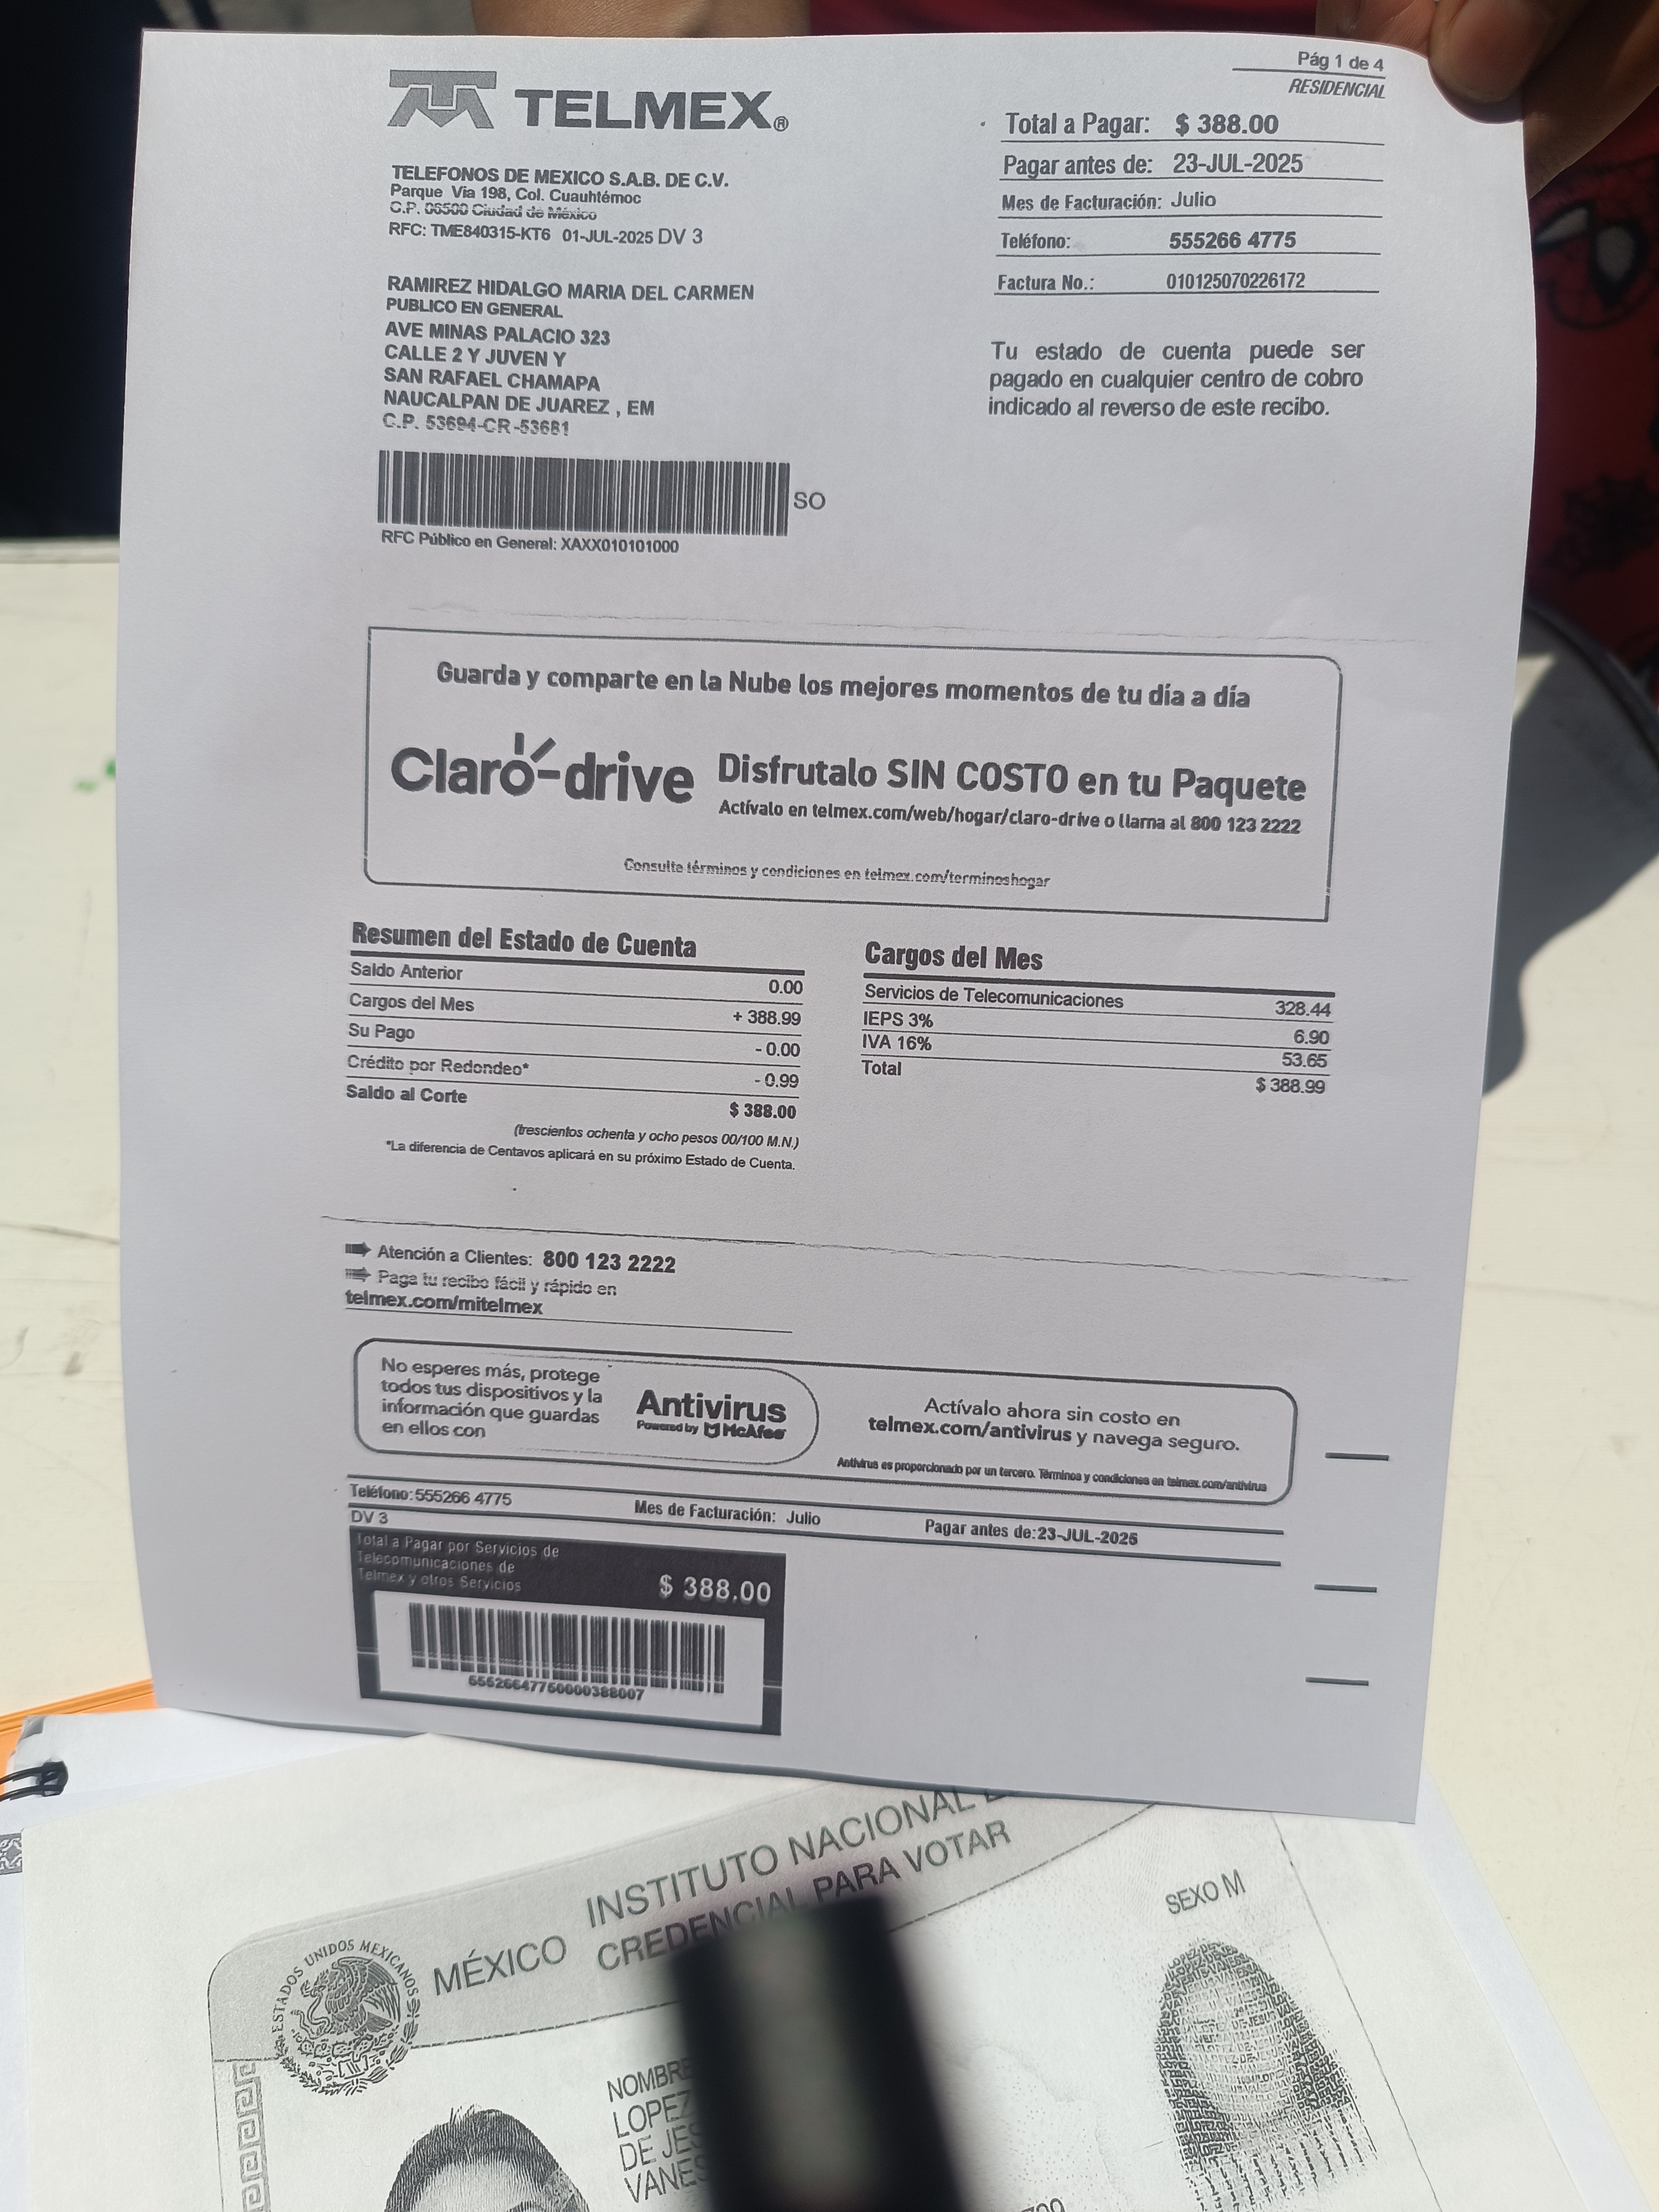 Pág 1 de 4
RESIDENCIAL
TELMEX®
Total a Pagar: $ 388.00
Pagar antes de: 23-JUL-2025
Mes de Facturación: Julio
Teléfono: 555266 4775
Factura No.: 010125070226172
TELEFONOS DE MEXICO S.A.B. DE C.V.
Parque Via 198, Col. Cuauhtémoc
C.P. 06500 Ciudad de México
RFC: TME840315-KT6 01-JUL-2025 DV 3
RAMIREZ HIDALGO MARIA DEL CARMEN
PUBLICO EN GENERAL
AVE MINAS PALACIO 323
CALLE 2 Y JUVEN Y
SAN RAFAEL CHAMAPA
NAUCALPAN DE JUAREZ , EM
C.P. 53694-CR-53681
Tu estado de cuenta puede ser
pagado en cualquier centro de cobro
indicado al reverso de este recibo.
SO
RFC Público en General: XAXX010101000
Guarda y comparte en la Nube los mejores momentos de tu día a día
Claro-drive
Disfrutalo SIN COSTO en tu Paquete
Actívalo en telmex.com/web/hogar/claro-drive o llama al 800 123 2222
Consulta términos y condiciones en telmex.com/terminoshogar
Resumen del Estado de Cuenta
Saldo Anterior 0.00
Cargos del Mes + 388.99
Su Pago - 0.00
Crédito por Redondeo* - 0.99
Saldo al Corte $ 388.00
(trescientos ochenta y ocho pesos 00/100 M.N.)
*La diferencia de Centavos aplicará en su próximo Estado de Cuenta.
Cargos del Mes
Servicios de Telecomunicaciones 328.44
IEPS 3% 6.90
IVA 16% 53.65
Total $ 388.99
Atención a Clientes: 800 123 2222
Paga tu recibo fácil y rápido en
telmex.com/mitelmex
No esperes más, protege
todos tus dispositivos y la
información que guardas
en ellos con
Antivirus
Powered by McAfee
Actívalo ahora sin costo en
telmex.com/antivirus y navega seguro.
Antivirus es proporcionado por un tercero. Términos y condiciones en telmex.com/antivirus
Teléfono: 555266 4775 Mes de Facturación: Julio Pagar antes de:23-JUL-2025
DV 3
Total a Pagar por Servicios de
Telecomunicaciones de
Telmex y otros Servicios
$ 388.00
55526647750000388007
INSTITUTO NACIONAL
MÉXICO CREDENCIAL PARA VOTAR
SEXO M
ESTADOS UNIDOS MEXICANOS
NOMBRE
LOPEZ
DE JES
VANES